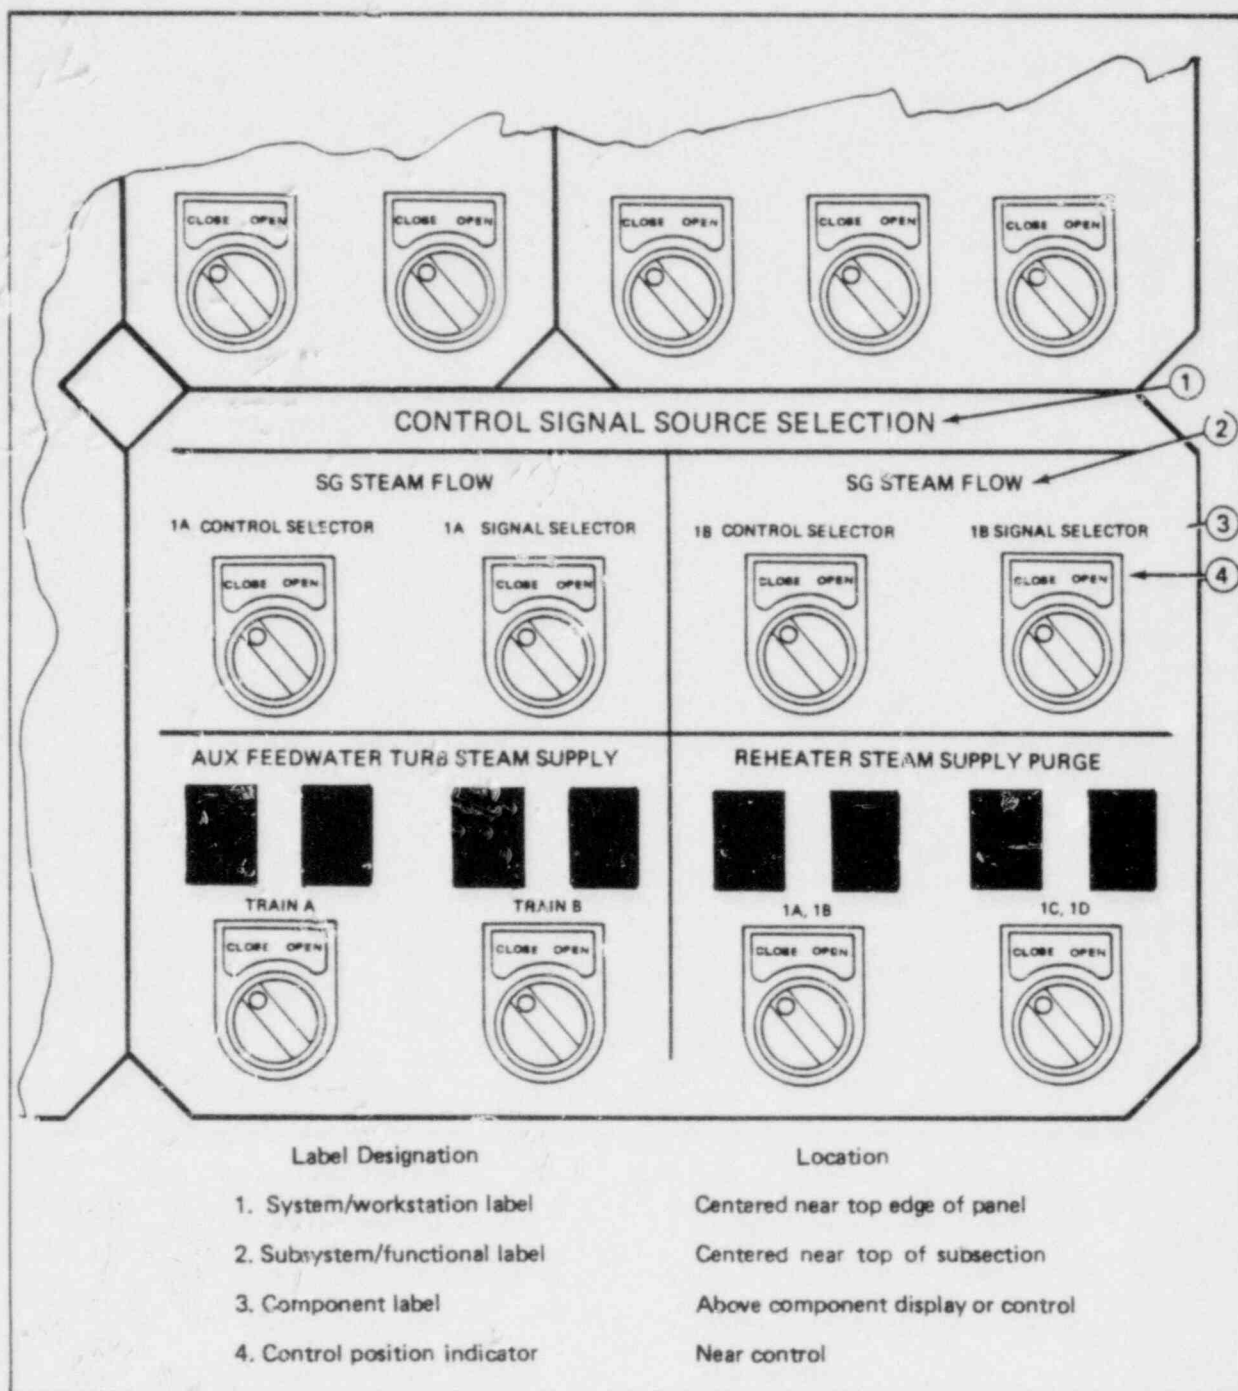 CLOSE OPEN CLOSE OPEN CLOSE OPEN CLOSE OPEN CLOSE OPEN
1
CONTROL SIGNAL SOURCE SELECTION
2
SG STEAM FLOW SG STEAM FLOW
3
1A CONTROL SELECTOR 1A SIGNAL SELECTOR 1B CONTROL SELECTOR 1B SIGNAL SELECTOR
CLOSE OPEN CLOSE OPEN CLOSE OPEN CLOSE OPEN
4
AUX FEEDWATER TURB STEAM SUPPLY REHEATER STEAM SUPPLY PURGE
TRAIN A TRAIN B 1A, 1B 1C, 1D
CLOSE OPEN CLOSE OPEN CLOSE OPEN CLOSE OPEN
Label Designation Location
1. System/workstation label Centered near top edge of panel
2. Subsystem/functional label Centered near top of subsection
3. Component label Above component display or control
4. Control position indicator Near control